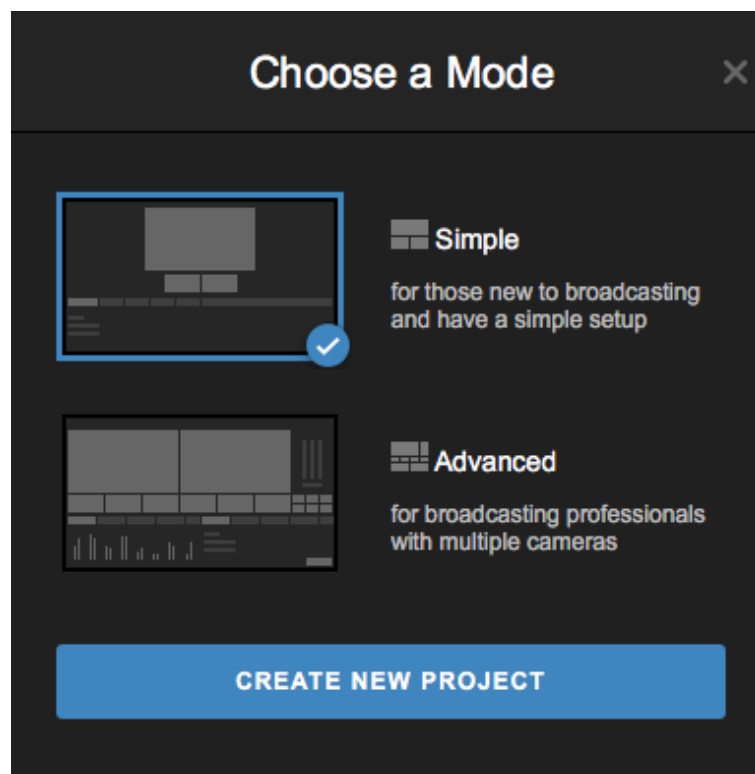 Choose a Mode
Simple
for those new to broadcasting
and have a simple setup
Advanced
for broadcasting professionals
with multiple cameras
CREATE NEW PROJECT